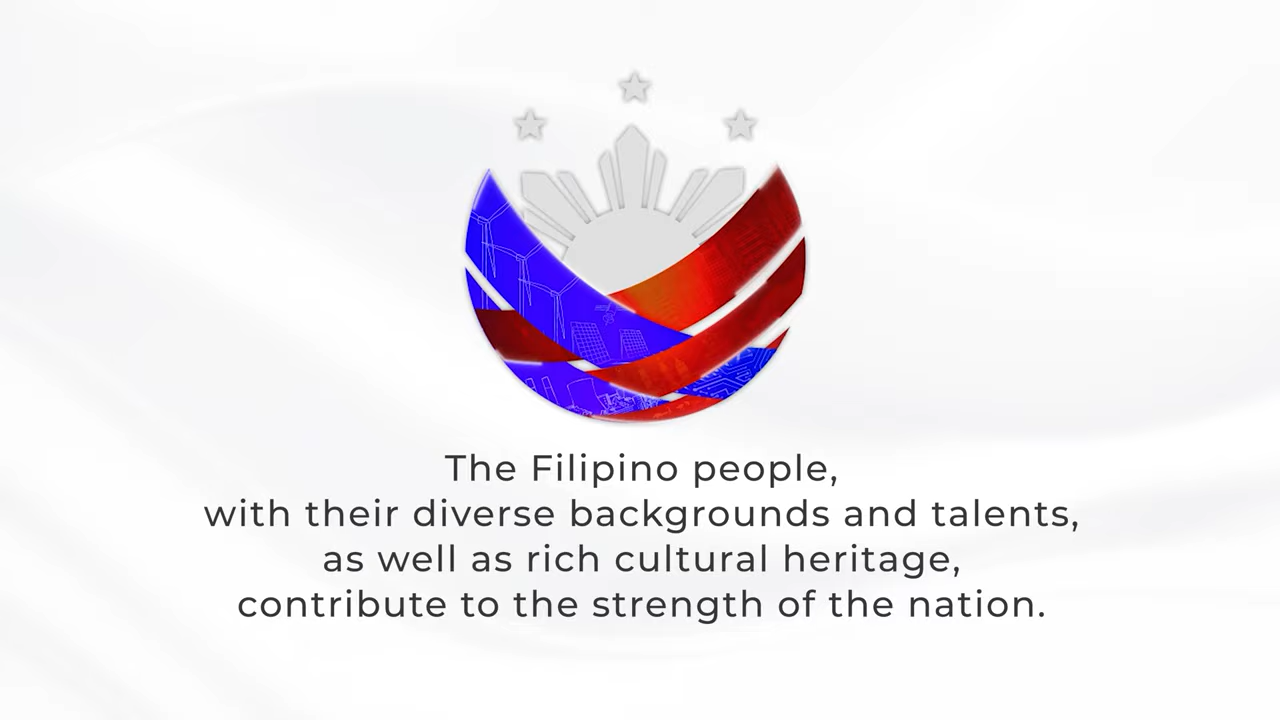 The Filipino people,
with their diverse backgrounds and talents,
as well as rich cultural heritage,
contribute to the strength of the nation.